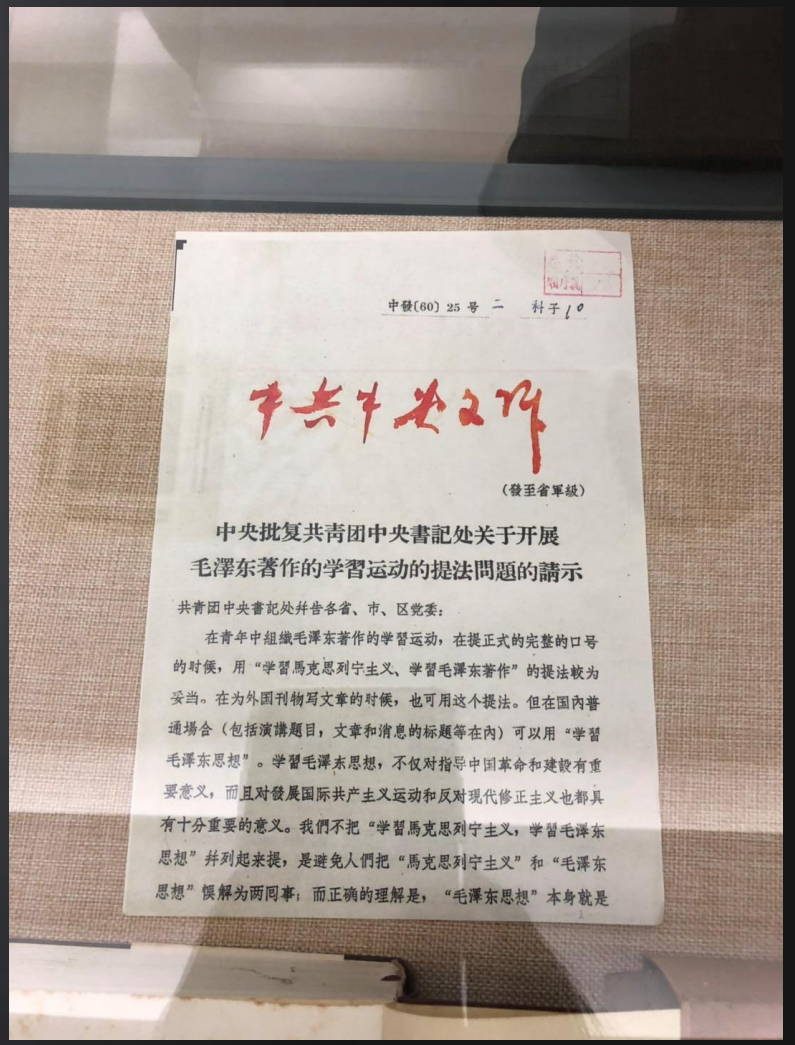 中發〔60〕25 号 二 科子10
中共中央文件
(發至省軍級)
中央批复共靑团中央書記处关于开展
毛澤东著作的学習运动的提法問題的請示
共靑团中央書記处幷告各省、市、区党委:
在青年中組織毛澤东著作的学習运动,在提正式的完整的口号
的时候,用“学習馬克思列宁主义、学習毛澤东著作”的提法較为
妥当。在为外国刊物写文章的时候,也可用这个提法。但在国內普
通場合(包括演講題目,文章和消息的标題等在內)可以用“学習
毛澤东思想”。学習毛澤东思想,不仅对指导中国革命和建設有重
要意义,而且对發展国际共产主义运动和反对现代修正主义也都具
有十分重要的意义。我們不把“学習馬克思列宁主义,学習毛澤东
思想”幷列起来提,是避免人們把“馬克思列宁主义”和“毛澤东
思想”悞解为两囘事;而正确的理解是,“毛澤东思想”本身就是
1